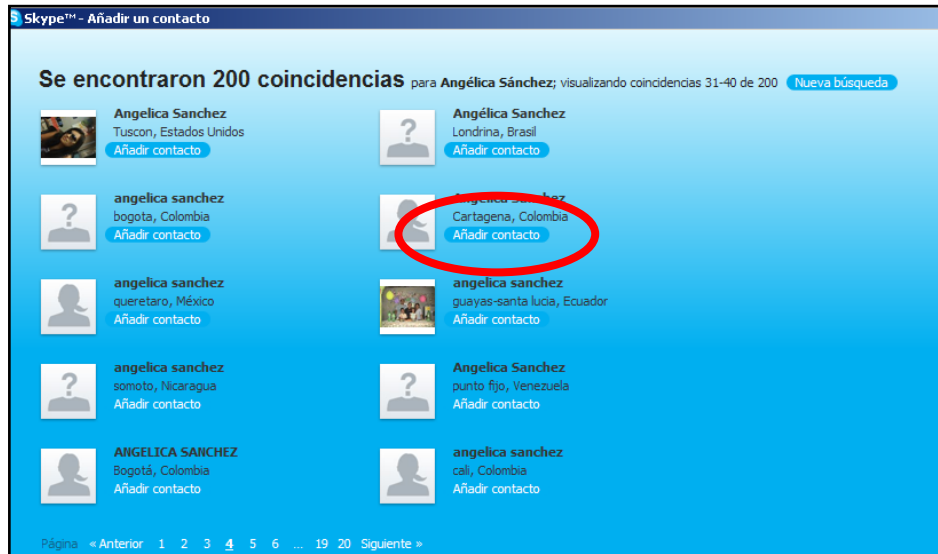 Skype™ - Añadir un contacto
Se encontraron 200 coincidencias para Angélica Sánchez; visualizando coincidencias 31-40 de 200 Nueva búsqueda
Angelica Sanchez
Tuscon, Estados Unidos
Añadir contacto
Angélica Sanchez
Londrina, Brasil
Añadir contacto
angelica sanchez
bogota, Colombia
Añadir contacto
Angelica Sanchez
Cartagena, Colombia
Añadir contacto
angelica sanchez
queretaro, México
Añadir contacto
angelica sanchez
guayas-santa lucia, Ecuador
Añadir contacto
angelica sanchez
somoto, Nicaragua
Añadir contacto
Angelica Sanchez
punto fijo, Venezuela
Añadir contacto
ANGELICA SANCHEZ
Bogotá, Colombia
Añadir contacto
angelica sanchez
cali, Colombia
Añadir contacto
Página « Anterior 1 2 3 4 5 6 ... 19 20 Siguiente »